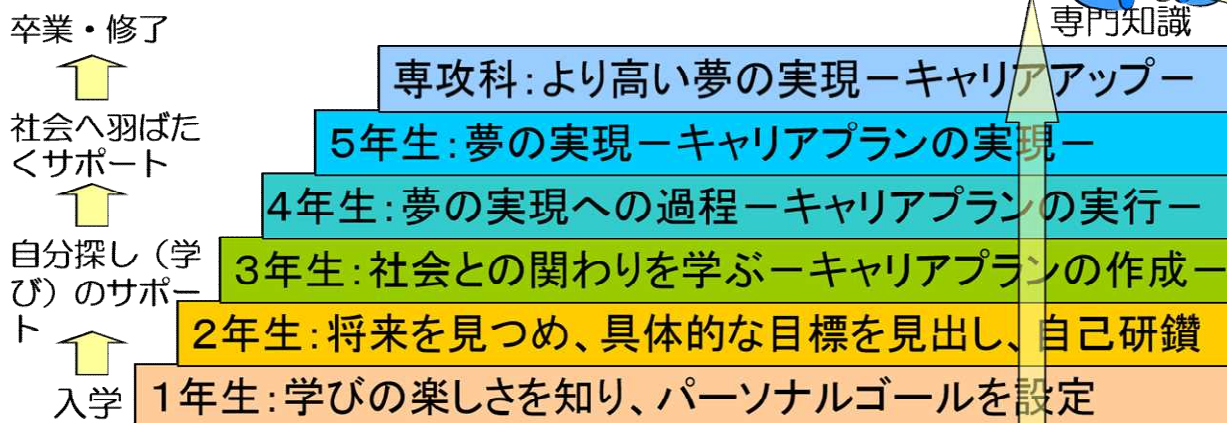 専門知識
卒業・修了
専攻科：より高い夢の実現－キャリアアップ－
社会へ羽ばた
くサポート
5年生：夢の実現－キャリアプランの実現－
4年生：夢の実現への過程－キャリアプランの実行－
自分探し（学
び）のサポー
ト
3年生：社会との関わりを学ぶ－キャリアプランの作成－
2年生：将来を見つめ、具体的な目標を見出し、自己研鑽
入学
1年生：学びの楽しさを知り、パーソナルゴールを設定